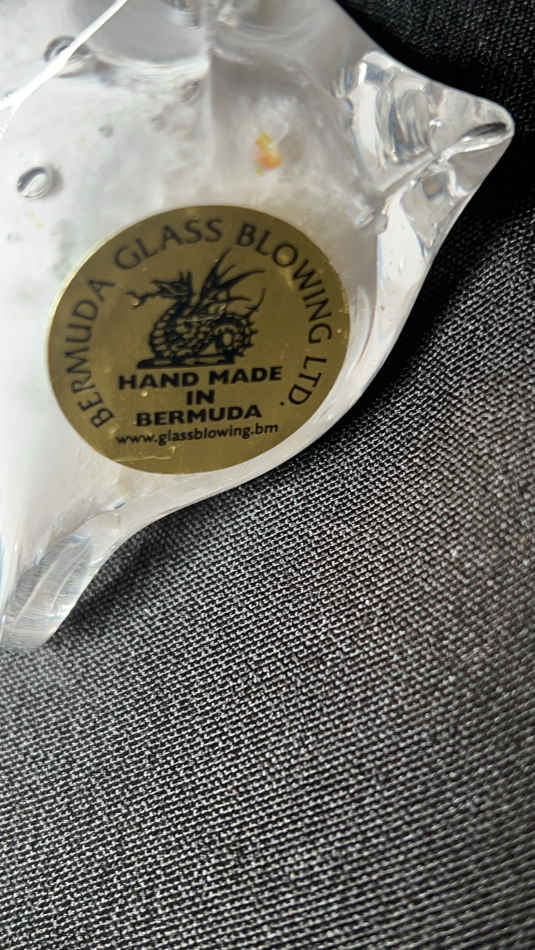 BERMUDA GLASS BLOWING LTD.
HAND MADE
IN
BERMUDA
www.glassblowing.bm